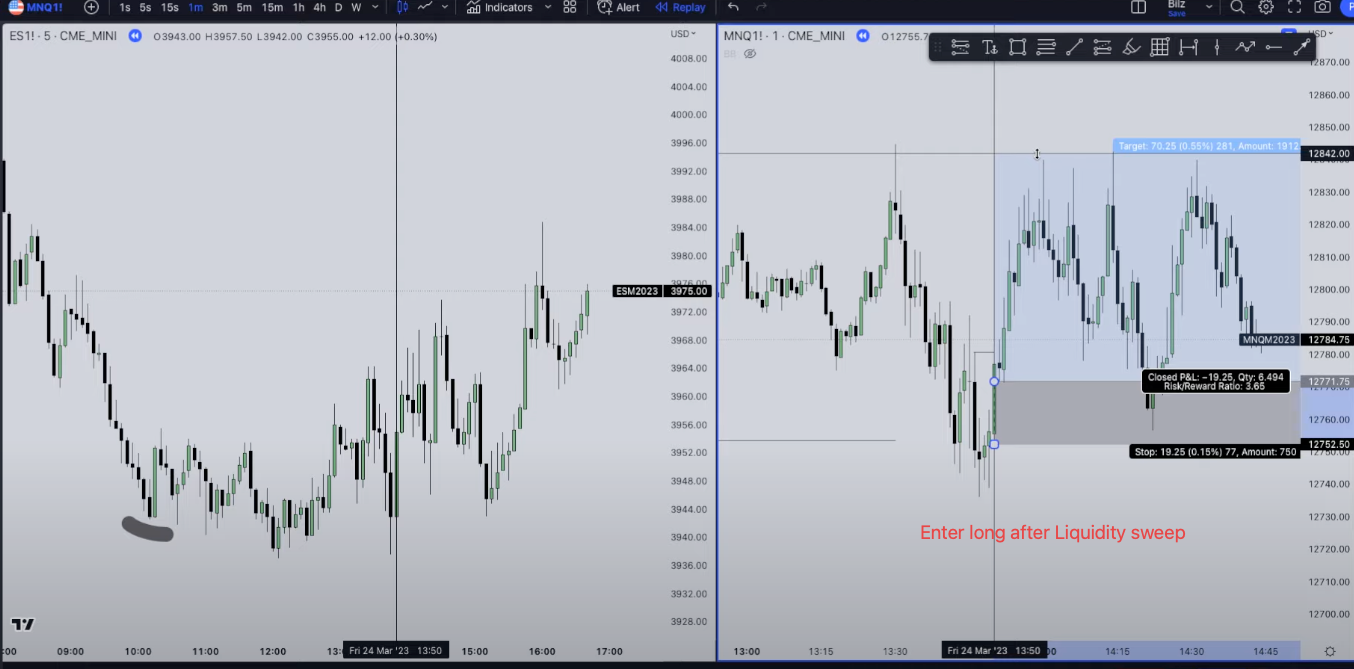 MNQ1! 1s 5s 15s 1m 3m 5m 15m 1h 4h D W Indicators Alert Replay Bilz
Save
ES1! · 5 · CME_MINI O3943.00 H3957.50 L3942.00 C3955.00 +12.00 (+0.30%)
USD
4008.00
4004.00
4000.00
3996.00
3992.00
3988.00
3984.00
3980.00
3976.00
ESM2023 3975.00
3972.00
3968.00
3964.00
3960.00
3956.00
3952.00
3948.00
3944.00
3940.00
3936.00
3932.00
3928.00
:00 09:00 10:00 11:00 12:00 13: Fri 24 Mar '23 13:50 15:00 16:00 17:00
MNQ1! · 1 · CME_MINI O12755.7
USD
BB
12870.00
12860.00
12850.00
Target: 70.25 (0.55%) 281, Amount: 1912
12842.00
12830.00
12820.00
12810.00
12800.00
12790.00
MNQM2023 12784.75
12780.00
Closed P&L: −19.25, Qty: 6.494
Risk/Reward Ratio: 3.65
12771.75
12760.00
12752.50
Stop: 19.25 (0.15%) 77, Amount: 750
12740.00
12730.00
Enter long after Liquidity sweep
12720.00
12710.00
12700.00
13:00 13:15 13:30 Fri 24 Mar '23 13:50 00 14:15 14:30 14:45